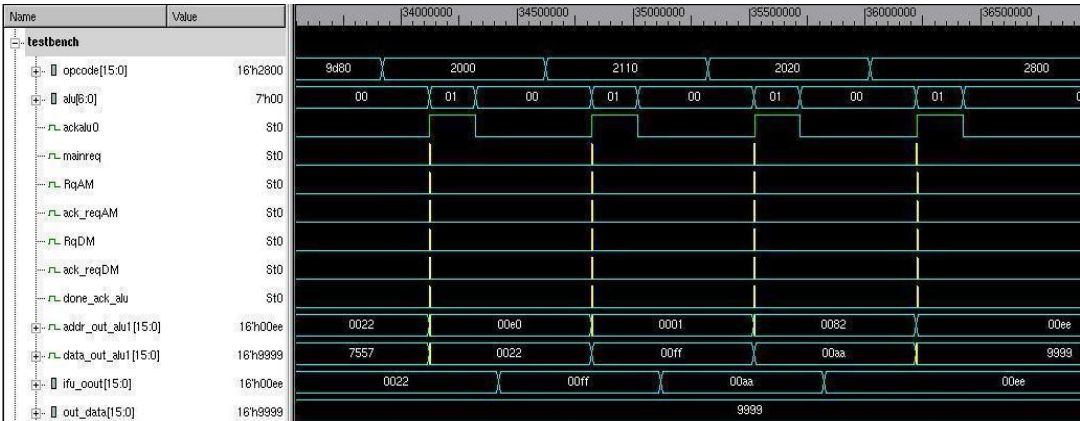 Name Value 34000000 34500000 35000000 35500000 36000000 36500000
testbench
opcode[15:0] 16'h2800 9d80 2000 2110 2020 2800
alu[6:0] 7'h00 00 01 00 01 00 01 00 01
ackalu0 St0
mainreq St0
RqAM St0
ack_reqAM St0
RqDM St0
ack_reqDM St0
done_ack_alu St0
addr_out_alu1[15:0] 16'h00ee 0022 00e0 0001 0082 00ee
data_out_alu1[15:0] 16'h9999 7557 0022 00ff 00aa 9999
ifu_oout[15:0] 16'h00ee 0022 00ff 00aa 00ee
out_data[15:0] 16'h9999 9999